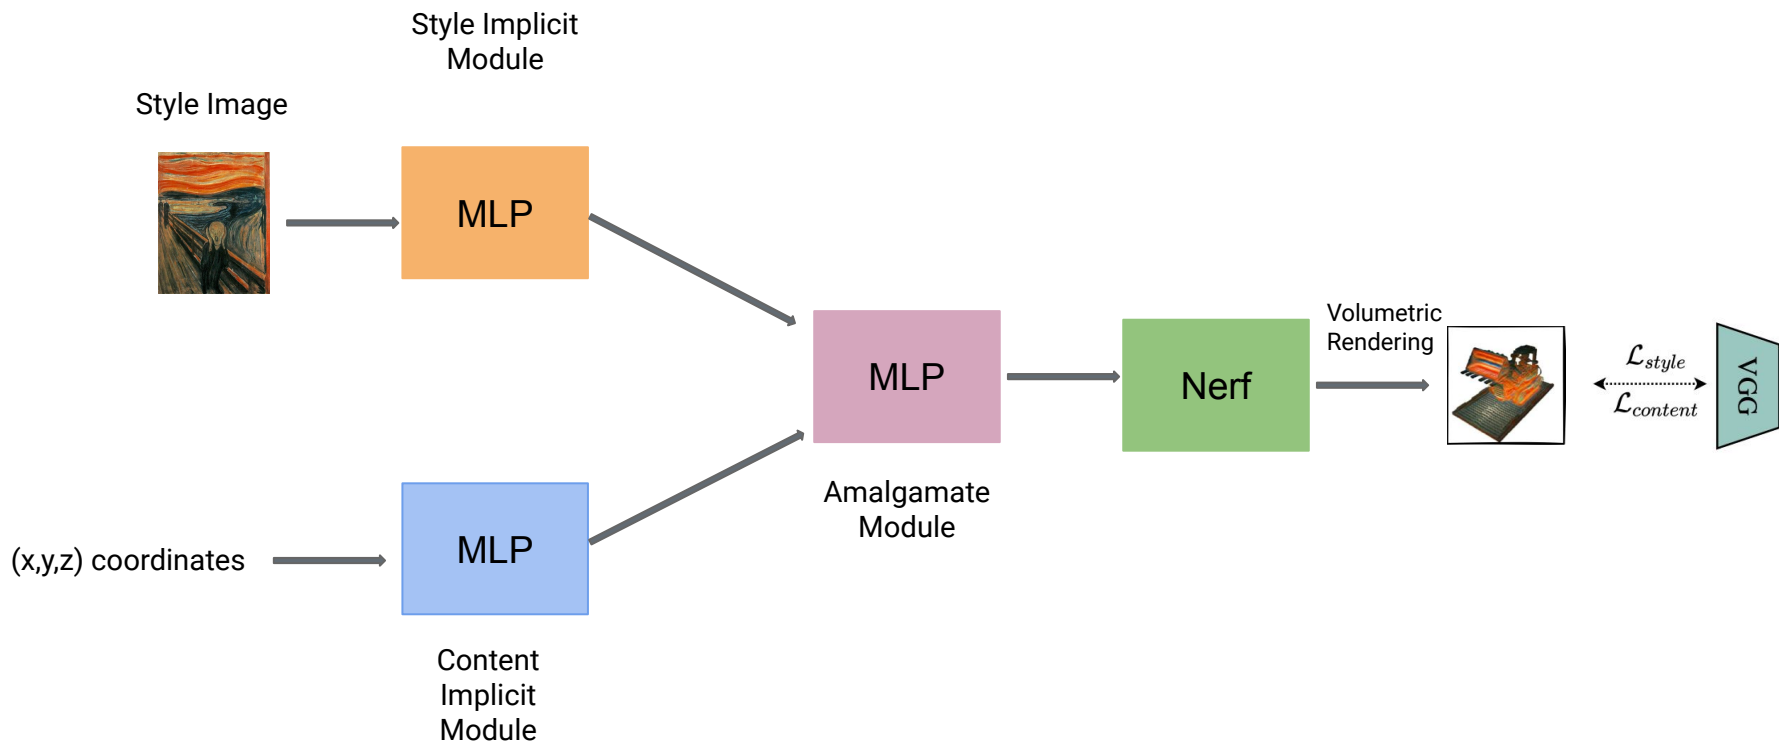 Style Implicit
Module
Style Image
MLP
(x,y,z) coordinates
MLP
Content
Implicit
Module
MLP
Amalgamate
Module
Nerf
Volumetric
Rendering
ℒstyle
ℒcontent
VGG